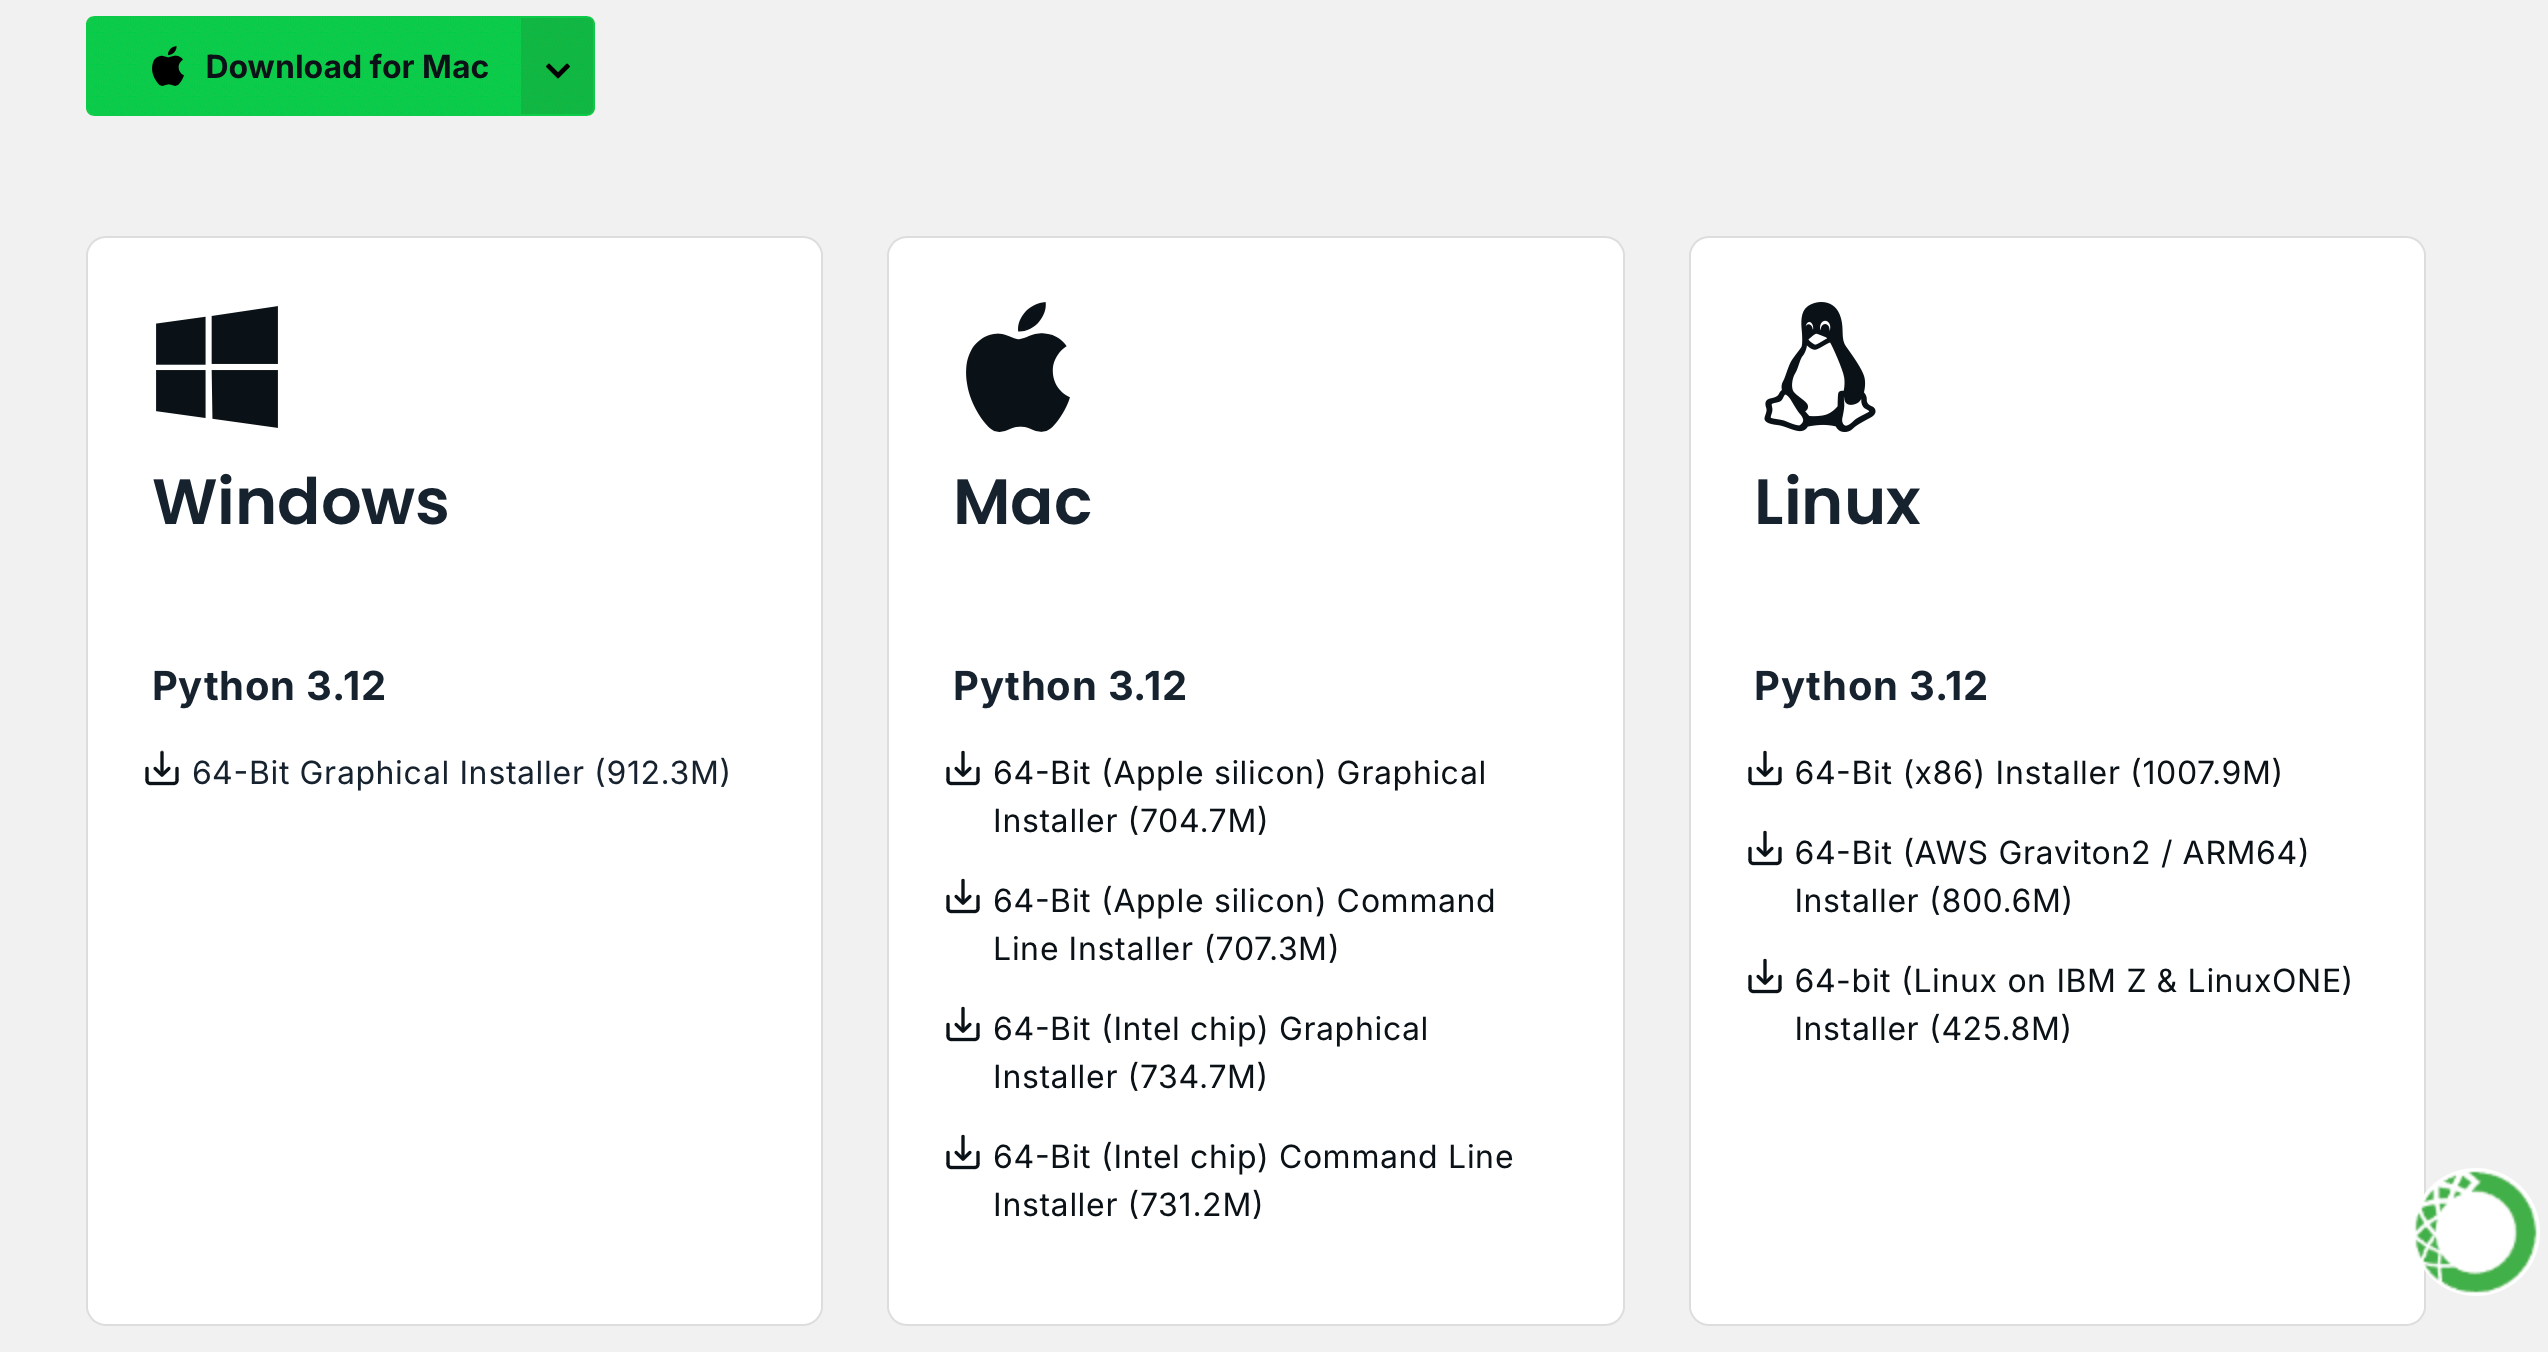 Download for Mac
Windows
Python 3.12
64-Bit Graphical Installer (912.3M)
Mac
Python 3.12
64-Bit (Apple silicon) Graphical
Installer (704.7M)
64-Bit (Apple silicon) Command
Line Installer (707.3M)
64-Bit (Intel chip) Graphical
Installer (734.7M)
64-Bit (Intel chip) Command Line
Installer (731.2M)
Linux
Python 3.12
64-Bit (x86) Installer (1007.9M)
64-Bit (AWS Graviton2 / ARM64)
Installer (800.6M)
64-bit (Linux on IBM Z & LinuxONE)
Installer (425.8M)